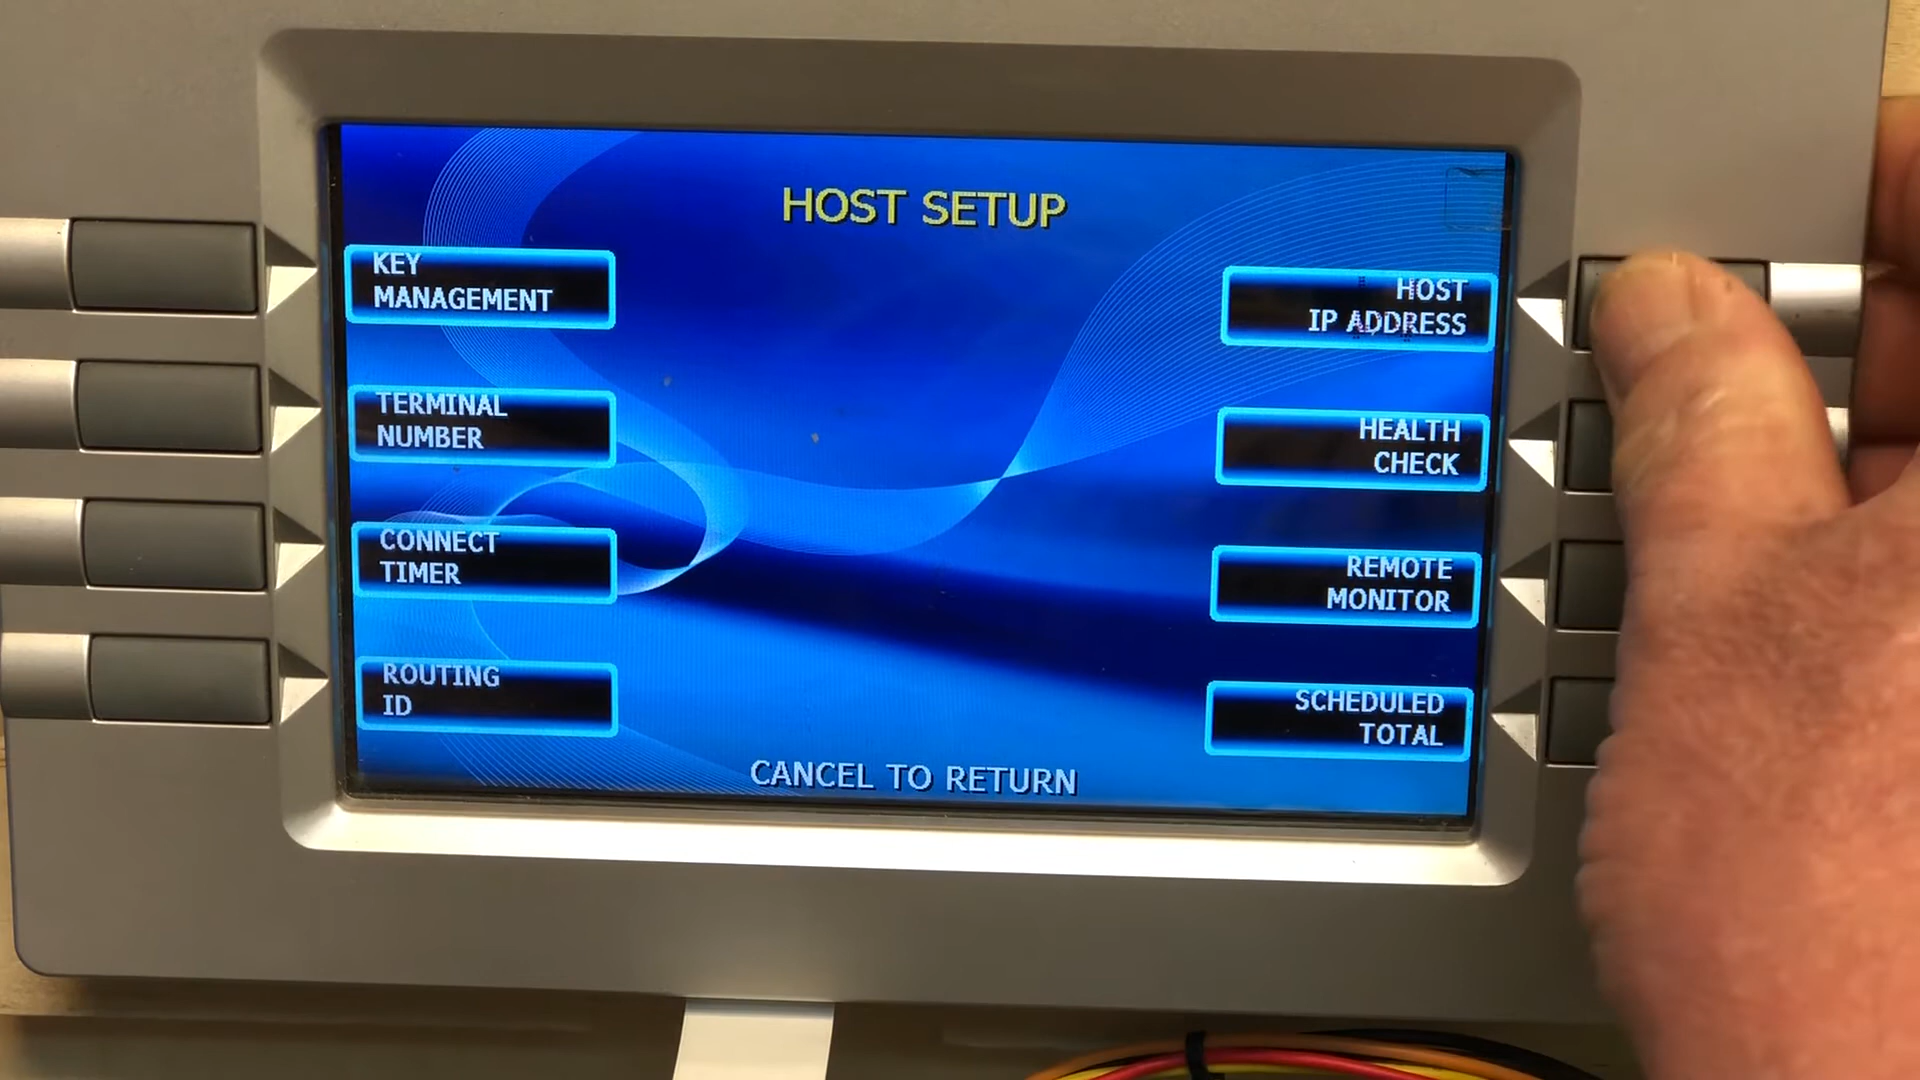 HOST SETUP
KEY
MANAGEMENT
TERMINAL
NUMBER
CONNECT
TIMER
ROUTING
ID
HOST
IP ADDRESS
HEALTH
CHECK
REMOTE
MONITOR
SCHEDULED
TOTAL
CANCEL TO RETURN